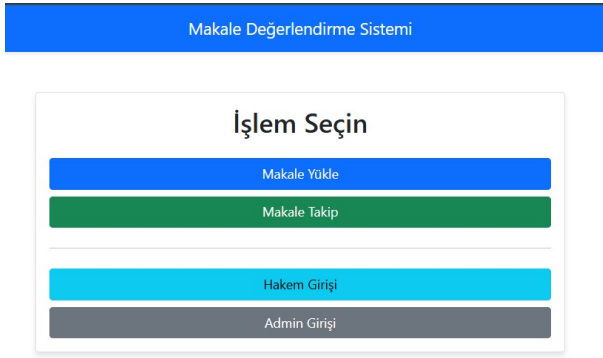 Makale Değerlendirme Sistemi
İşlem Seçin
Makale Yükle
Makale Takip
Hakem Girişi
Admin Girişi